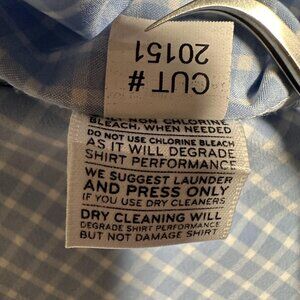 CUT #
20151
ONLY NON CHLORINE
BLEACH, WHEN NEEDED
DO NOT USE CHLORINE BLEACH
AS IT WILL DEGRADE
SHIRT PERFORMANCE
WE SUGGEST LAUNDER
AND PRESS ONLY
IF YOU USE DRY CLEANERS
DRY CLEANING WILL
DEGRADE SHIRT PERFORMANCE
BUT NOT DAMAGE SHIRT